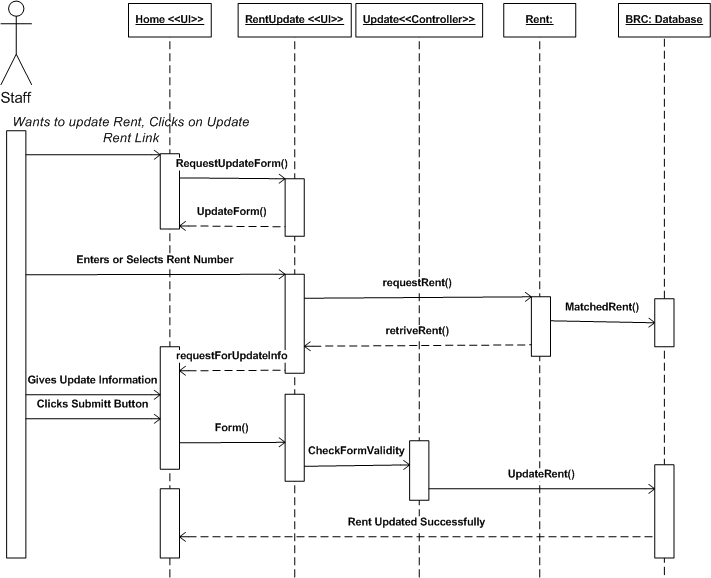 Home <<UI>>
RentUpdate <<UI>>
Update<<Controller>>
Rent:
BRC: Database
Staff
Wants to update Rent, Clicks on Update
Rent Link
RequestUpdateForm()
UpdateForm()
Enters or Selects Rent Number
requestRent()
MatchedRent()
retriveRent()
requestForUpdateInfo
Gives Update Information
Clicks Submitt Button
Form()
CheckFormValidity
UpdateRent()
Rent Updated Successfully